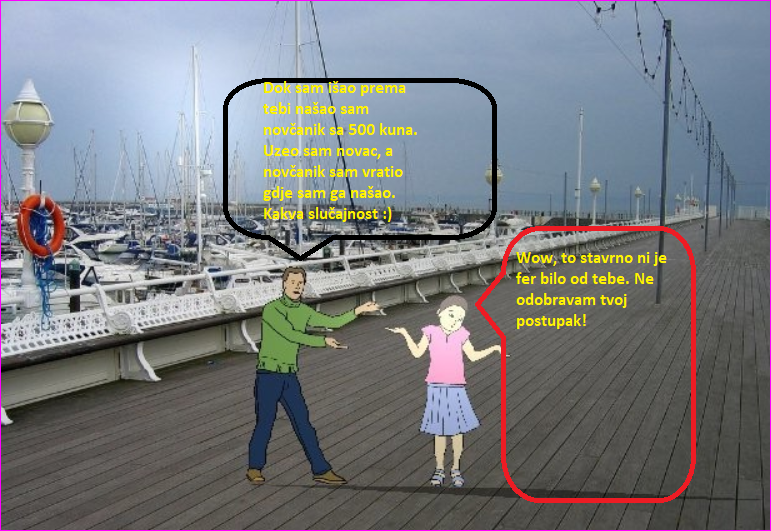 Dok sam išao prema
tebi našao sam
novčanik sa 500 kuna.
Uzeo sam novac, a
novčanik sam vratio
gdje sam ga našao.
Kakva slučajnost :)
Wow, to stavrno ni je
fer bilo od tebe. Ne
odobravam tvoj
postupak!